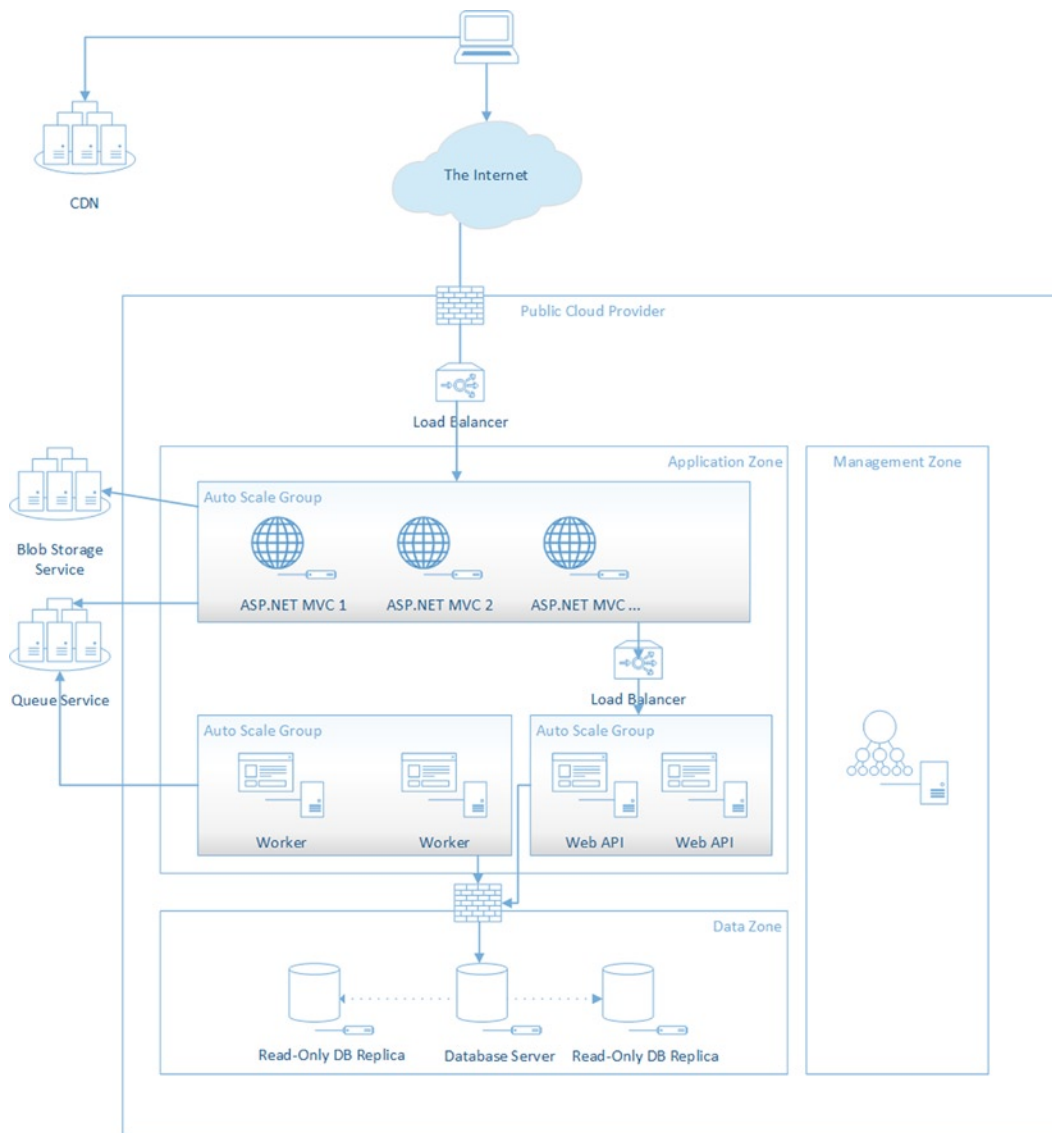 CDN
The Internet
Public Cloud Provider
Load Balancer
Application Zone
Management Zone
Auto Scale Group
Blob Storage
Service
ASP.NET MVC 1
ASP.NET MVC 2
ASP.NET MVC ...
Queue Service
Load Balancer
Auto Scale Group
Auto Scale Group
Worker
Worker
Web API
Web API
Data Zone
Read-Only DB Replica
Database Server
Read-Only DB Replica